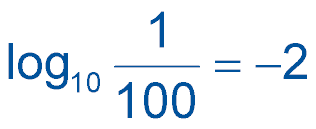 log₁₀ 1/100 = −2